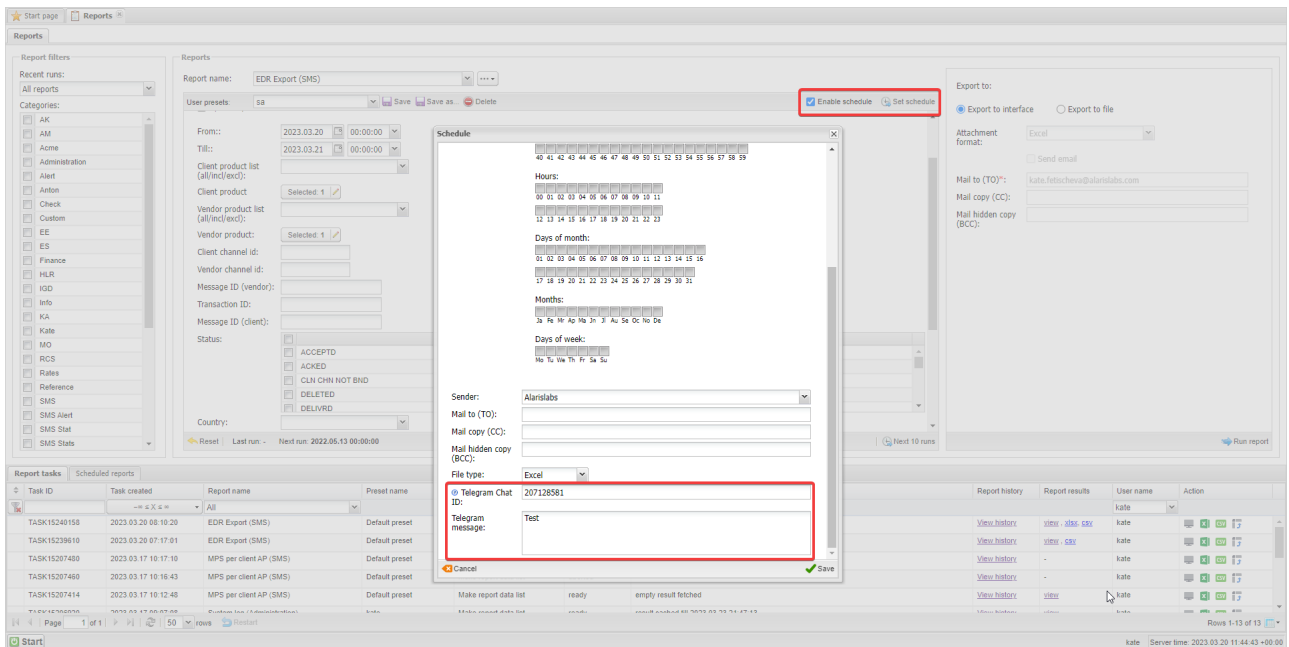 Start page Reports
Reports
Report filters
Recent runs:
All reports
Categories:
AK
AM
Acme
Administration
Alert
Anton
Check
Custom
EE
ES
Finance
HLR
IGD
Info
KA
Kate
MO
RCS
Rates
Reference
SMS
SMS Alert
SMS Stat
SMS Stats
Reports
Report name: EDR Export (SMS)
User presets: sa Save Save as... Delete Enable schedule Set schedule
From:: 2023.03.20 00:00:00
Till:: 2023.03.21 00:00:00
Client product list
(all/incl/excl):
Client product Selected: 1
Vendor product list
(all/incl/excl):
Vendor product: Selected: 1
Client channel id:
Vendor channel id:
Message ID (vendor):
Transaction ID:
Message ID (client):
Status:
ACCEPTD
ACKED
CLN CHN NOT BND
DELETED
DELIVRD
Country:
Reset Last run: - Next run: 2022.05.13 00:00:00 Next 10 runs
Schedule
40 41 42 43 44 45 46 47 48 49 50 51 52 53 54 55 56 57 58 59
Hours:
00 01 02 03 04 05 06 07 08 09 10 11
12 13 14 15 16 17 18 19 20 21 22 23
Days of month:
01 02 03 04 05 06 07 08 09 10 11 12 13 14 15 16
17 18 19 20 21 22 23 24 25 26 27 28 29 30 31
Months:
Ja Fe Mr Ap Ma Jn Jl Au Se Oc No De
Days of week:
Mo Tu We Th Fr Sa Su
Sender: Alarislabs
Mail to (TO):
Mail copy (CC):
Mail hidden copy
(BCC):
File type: Excel
Telegram Chat
ID: 207128581
Telegram
message: Test
Cancel Save
Export to:
Export to interface Export to file
Attachment
format: Excel
Send email
Mail to (TO)*: kate.fetischeva@alarislabs.com
Mail copy (CC):
Mail hidden copy
(BCC):
Run report
Report tasks Scheduled reports
Task ID Task created Report name Preset name Report history Report results User name Action
All kate
TASK15240158 2023.03.20 08:10:20 EDR Export (SMS) Default preset View history view , xlsx, csv kate
TASK15239610 2023.03.20 07:17:01 EDR Export (SMS) Default preset View history view , csv kate
TASK15207480 2023.03.17 10:17:10 MPS per client AP (SMS) Default preset View history - kate
TASK15207460 2023.03.17 10:16:43 MPS per client AP (SMS) Default preset View history - kate
TASK15207414 2023.03.17 10:12:48 MPS per client AP (SMS) Default preset Make report data list ready empty result fetched View history view kate
Page 1 of 1 50 rows Restart Rows 1-13 of 13
Start kate Server time: 2023.03.20 11:44:43 +00:00